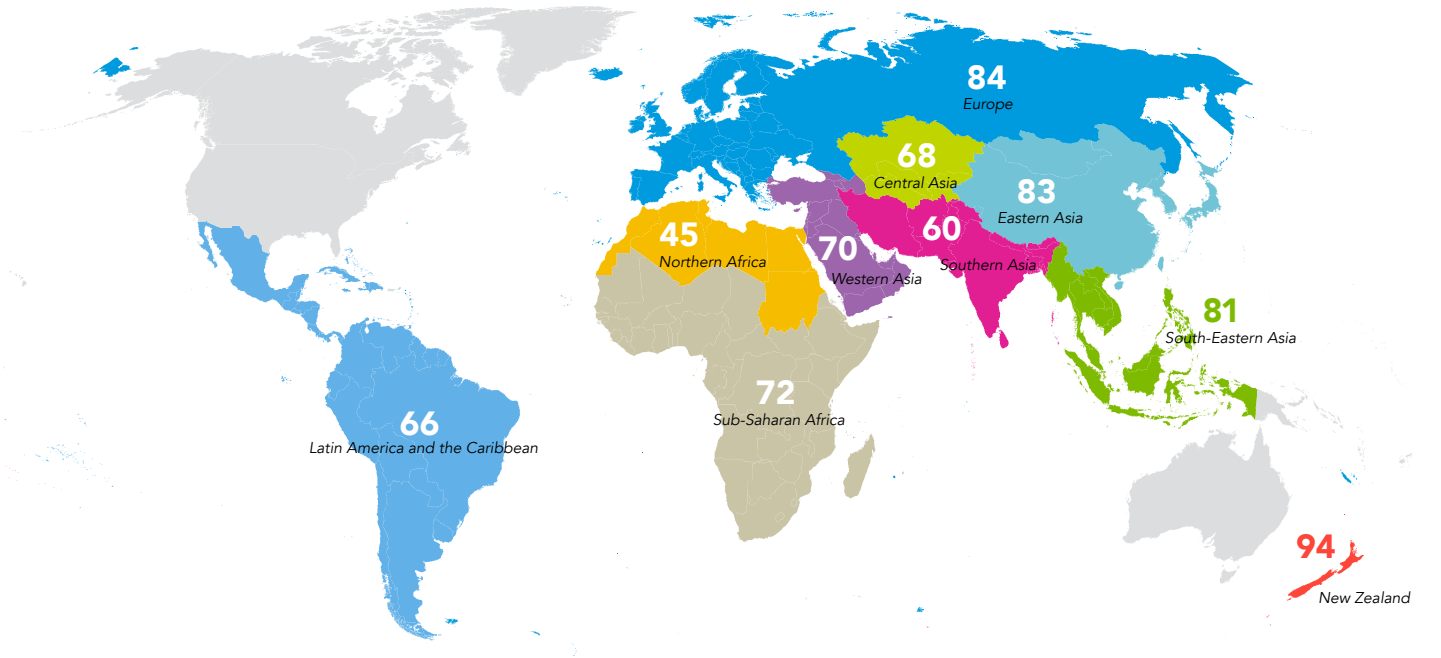 84
Europe
68
Central Asia
83
Eastern Asia
45
Northern Africa
70
Western Asia
60
Southern Asia
81
South-Eastern Asia
72
Sub-Saharan Africa
66
Latin America and the Caribbean
94
New Zealand